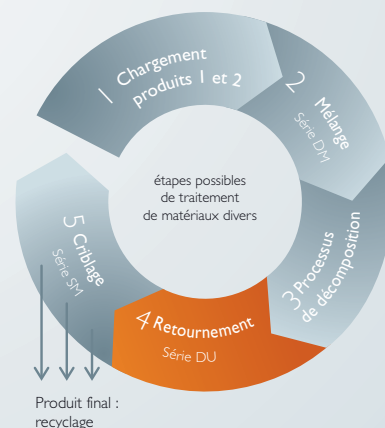 1 Chargement
produits 1 et 2
2 Mélange
Série DM
3 Processus
de décomposition
4 Retournement
Série DU
5 Criblage
Série SM
étapes possibles
de traitement
de matériaux divers
Produit final :
recyclage